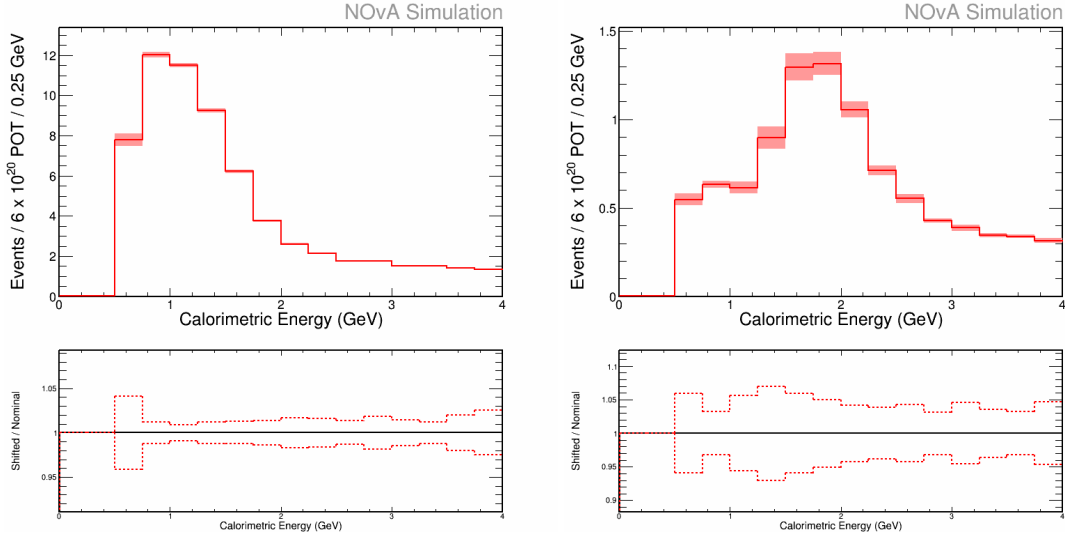 NOvA Simulation
Events / 6 x 10²⁰ POT / 0.25 GeV
12
10
8
6
4
2
0
0 1 2 3 4
Calorimetric Energy (GeV)
Shifted / Nominal
1.05
1
0.95
0 1 2 3 4
Calorimetric Energy (GeV)
NOvA Simulation
Events / 6 x 10²⁰ POT / 0.25 GeV
1.5
1
0.5
0
0 1 2 3 4
Calorimetric Energy (GeV)
Shifted / Nominal
1.1
1.05
1
0.95
0.9
0 1 2 3 4
Calorimetric Energy (GeV)